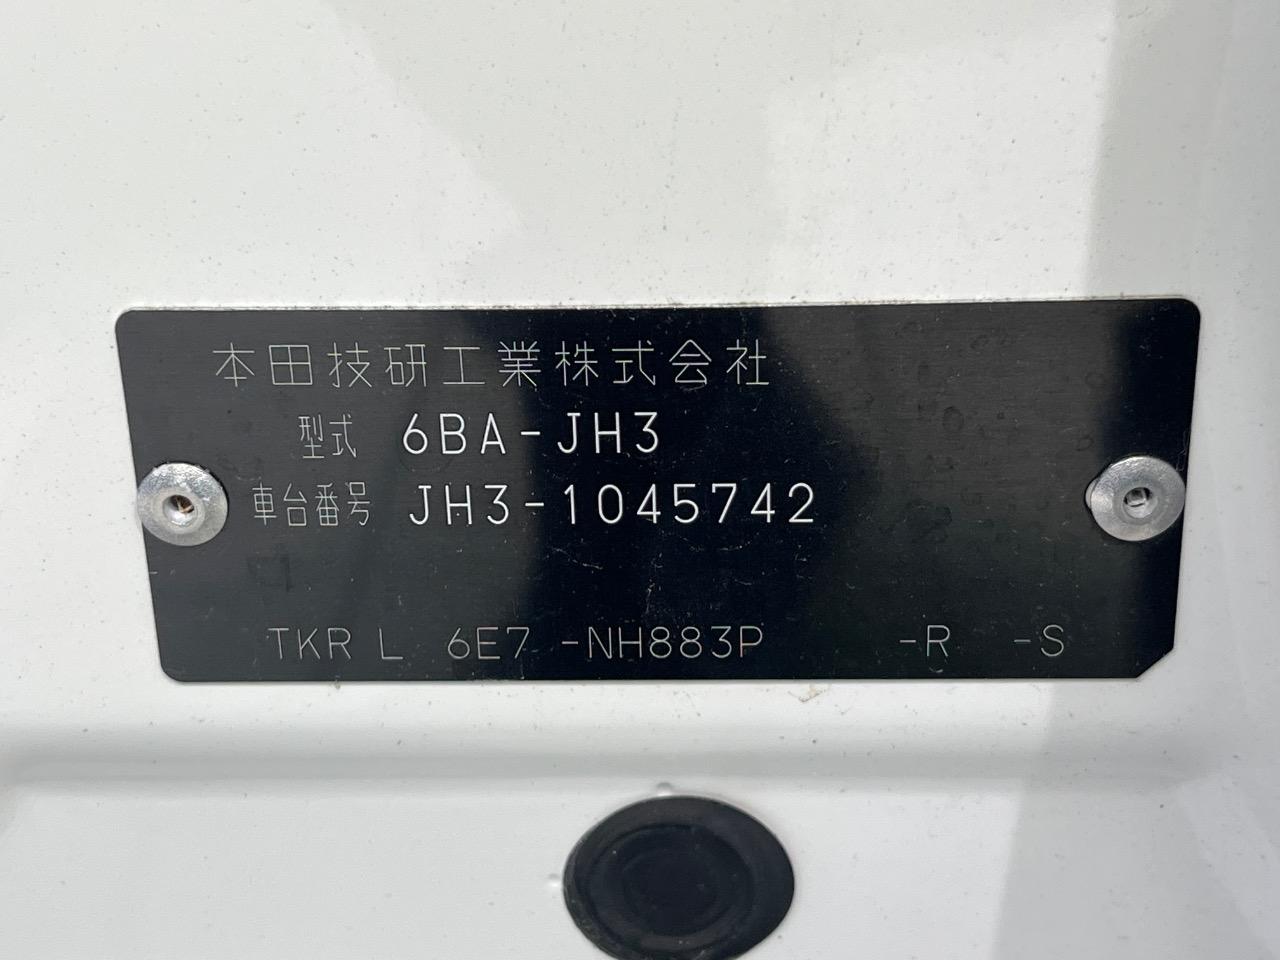 本田技研工業株式会社
型式 6BA-JH3
車台番号 JH3-1045742
TKR L 6E7 -NH883P -R -S